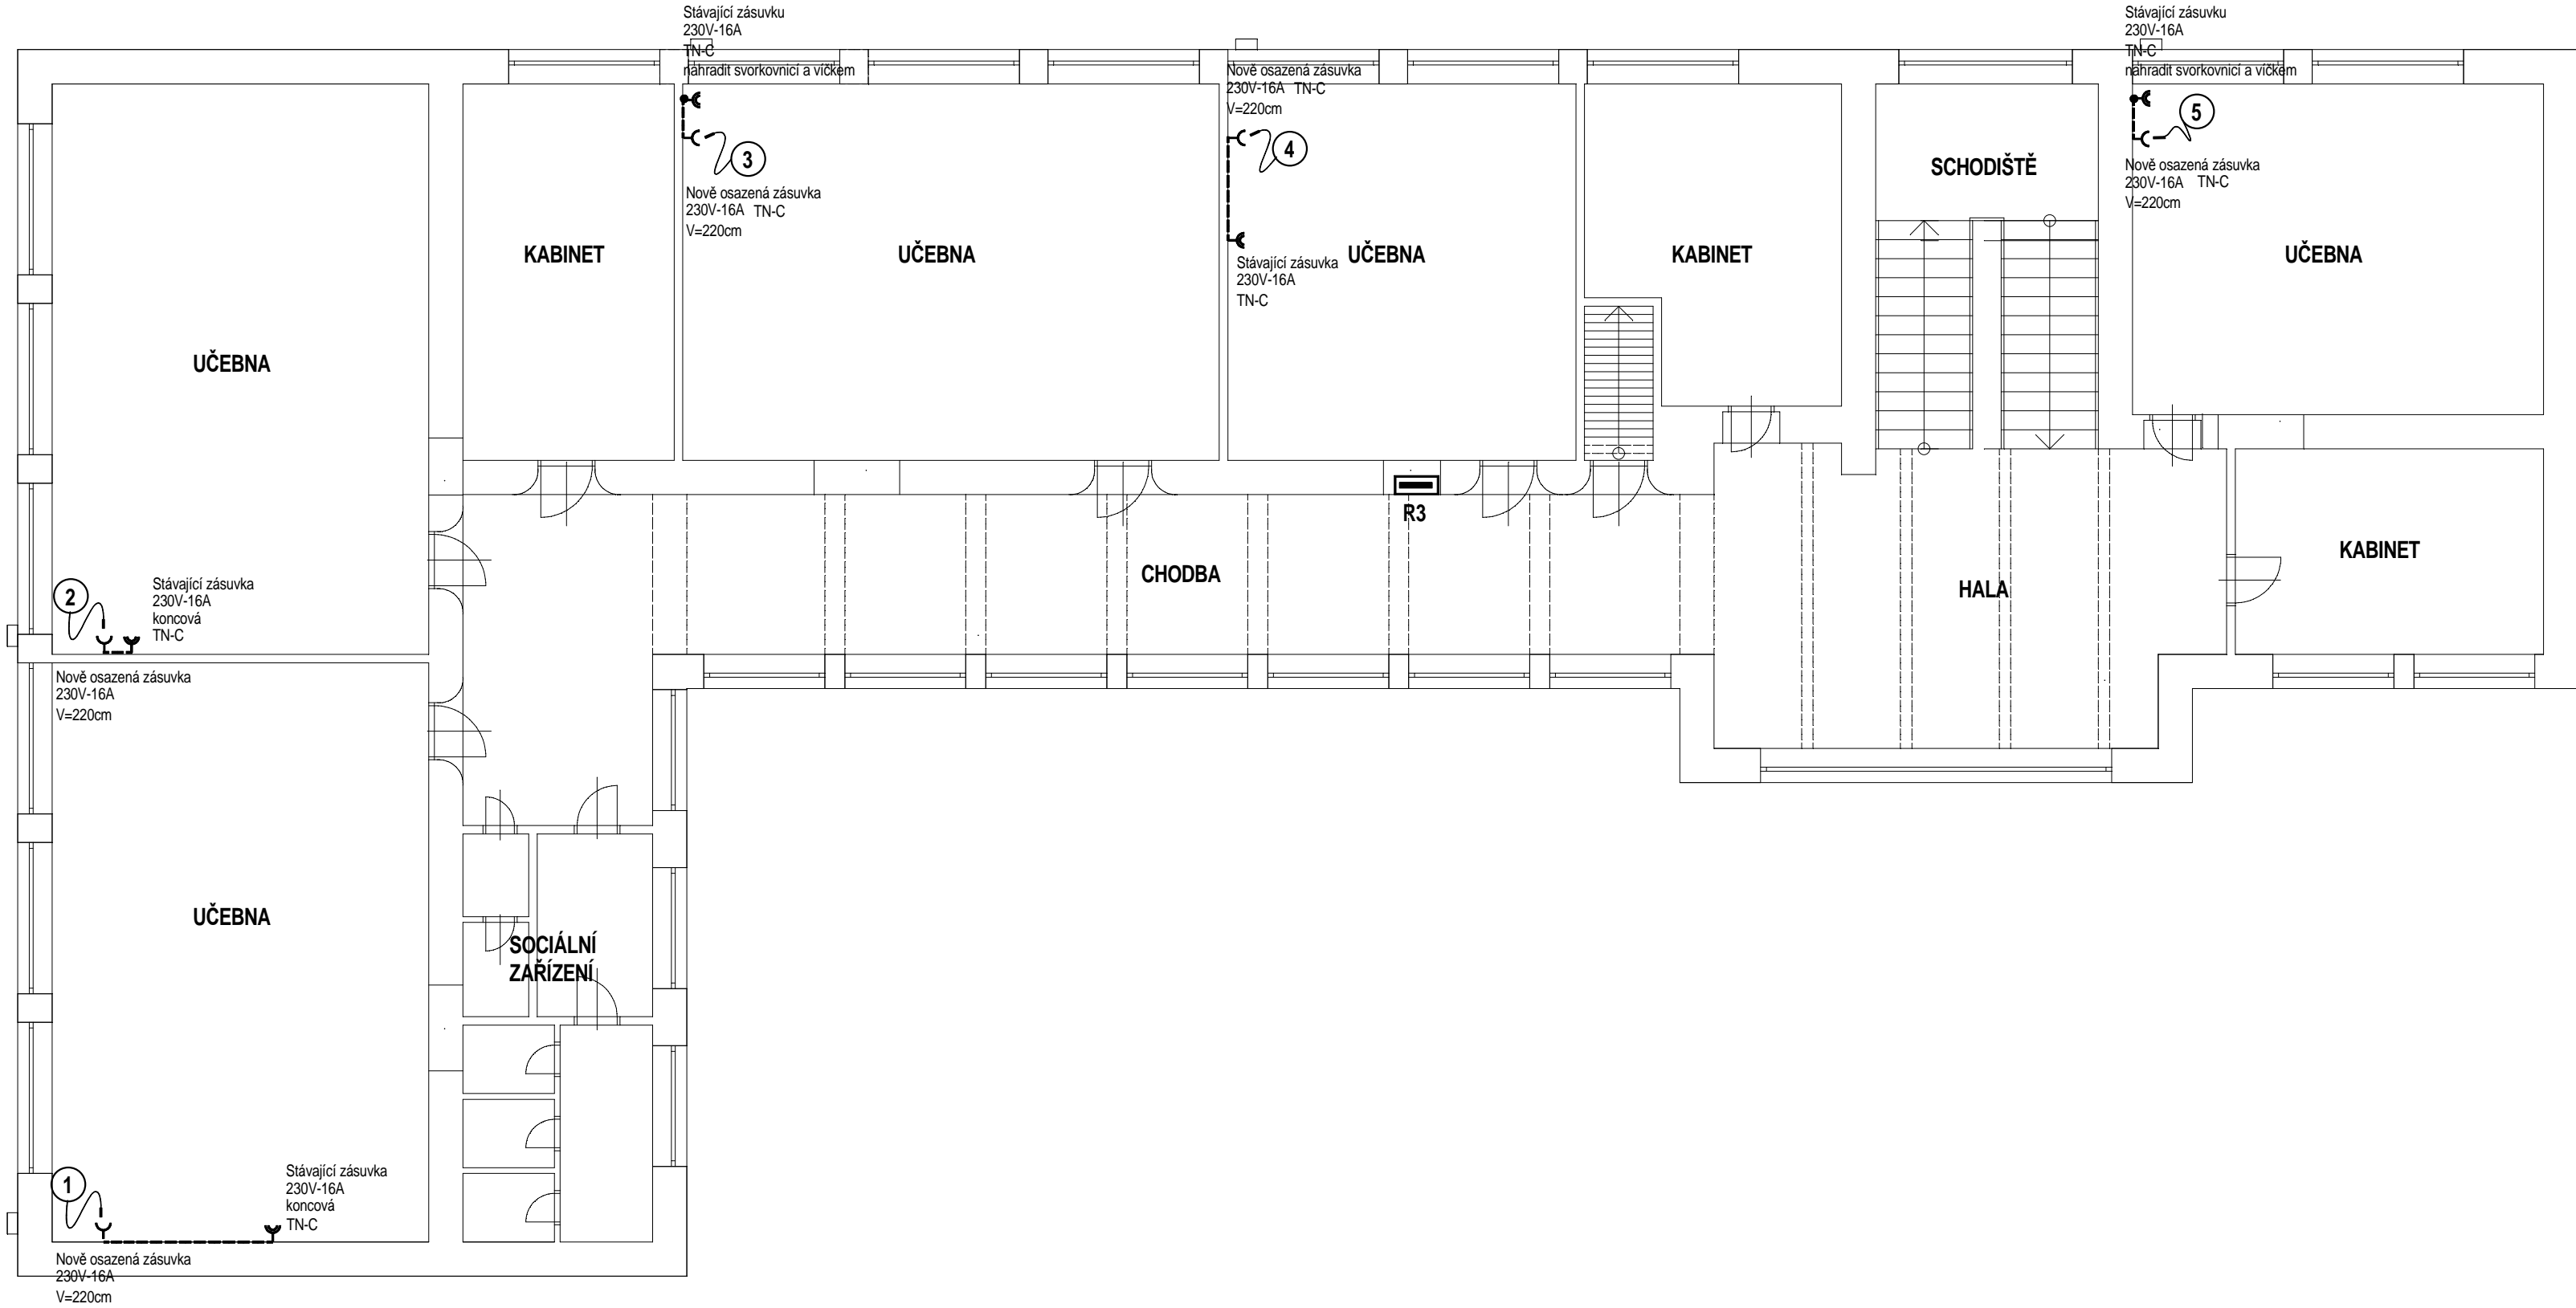 Stávající zásuvku
230V-16A
TN-C
nahradit svorkovnicí a víčkem
Nově osazená zásuvka
230V-16A TN-C
V=220cm
Stávající zásuvku
230V-16A
TN-C
nahradit svorkovnicí a víčkem
3
Nově osazená zásuvka
230V-16A TN-C
V=220cm
4
5
Nově osazená zásuvka
230V-16A TN-C
V=220cm
SCHODIŠTĚ
KABINET
UČEBNA
Stávající zásuvka
230V-16A
TN-C
UČEBNA
KABINET
UČEBNA
UČEBNA
R3
CHODBA
HALA
KABINET
2
Stávající zásuvka
230V-16A
koncová
TN-C
Nově osazená zásuvka
230V-16A
V=220cm
UČEBNA
SOCIÁLNÍ
ZAŘÍZENÍ
1
Stávající zásuvka
230V-16A
koncová
TN-C
Nově osazená zásuvka
230V-16A
V=220cm